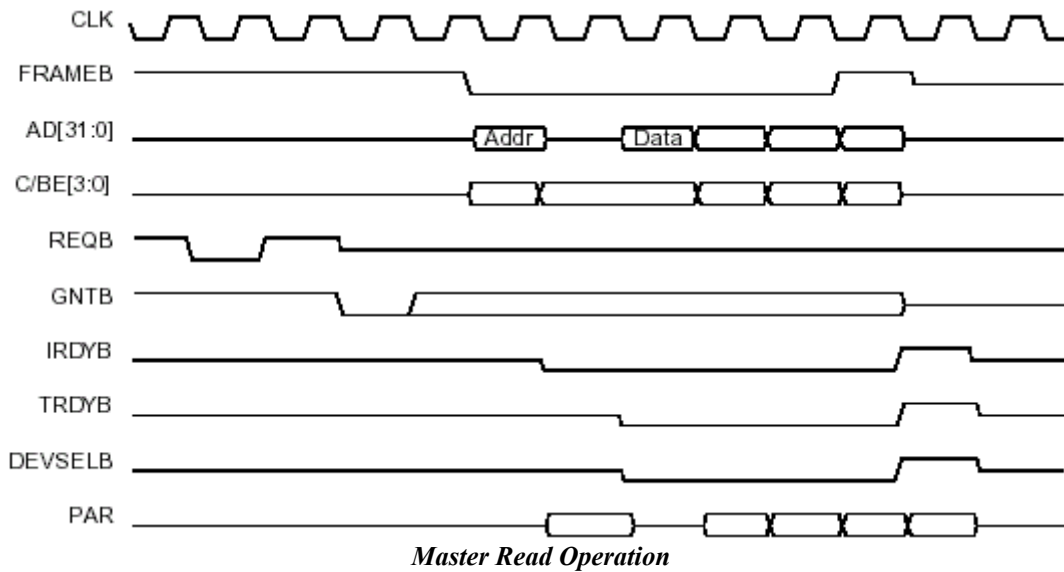 CLK
FRAMEB
AD[31:0]
Addr
Data
C/BE[3:0]
REQB
GNTB
IRDYB
TRDYB
DEVSELB
PAR
Master Read Operation